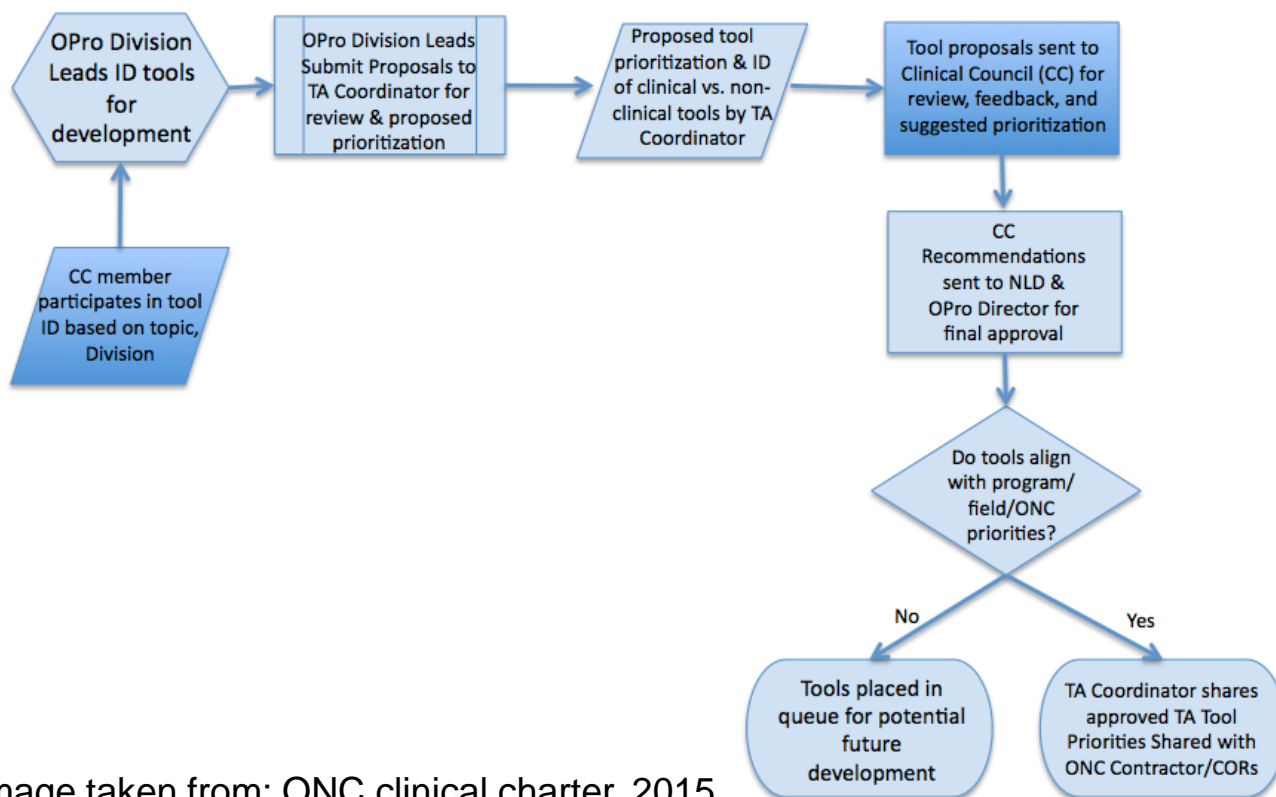 OPro Division
Leads ID tools
for
development
OPro Division Leads
Submit Proposals to
TA Coordinator for
review & proposed
prioritization
Proposed tool
prioritization & ID
of clinical vs. non-
clinical tools by TA
Coordinator
Tool proposals sent to
Clinical Council (CC) for
review, feedback, and
suggested prioritization
CC member
participates in tool
ID based on topic,
Division
CC
Recommendations
sent to NLD &
OPro Director for
final approval
Do tools align
with program/
field/ONC
priorities?
No
Yes
Tools placed in
queue for potential
future
development
TA Coordinator shares
approved TA Tool
Priorities Shared with
ONC Contractor/CORs
mage taken from: ONC clinical charter, 2015